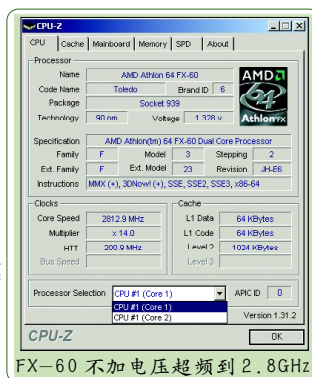 CPU-Z
CPU Cache Mainboard Memory SPD About
Processor
Name AMD Athlon 64 FX-60
Code Name Toledo Brand ID 6
Package Socket 939
Technology 90 nm Voltage 1.328 v
AMD
64
Athlon FX
Specification AMD Athlon(tm) 64 FX-60 Dual Core Processor
Family F Model 3 Stepping 2
Ext. Family F Ext. Model 23 Revision JH-E6
Instructions MMX (+), 3DNow! (+), SSE, SSE2, SSE3, x86-64
Clocks Cache
Core Speed 2812.9 MHz L1 Data 64 KBytes
Multiplier x 14.0 L1 Code 64 KBytes
HTT 200.9 MHz Level 2 1024 KBytes
Bus Speed Level 3
Processor Selection CPU #1 (Core 1) APIC ID 0
CPU #1 (Core 1)
CPU #1 (Core 2)
Version 1.31.2
CPU-Z OK
FX-60 不加电压超频到2.8GHz